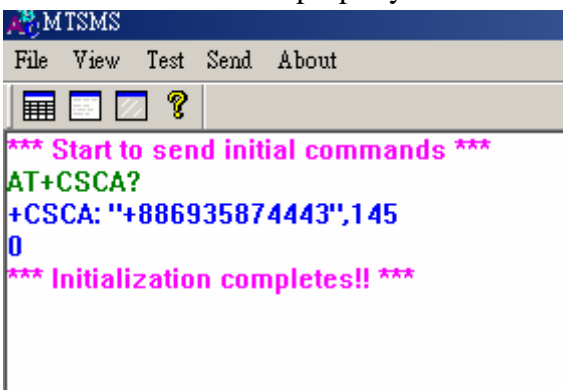 MTSMS
File View Test Send About
*** Start to send initial commands ***
AT+CSCA?
+CSCA: "+886935874443",145
0
*** Initialization completes!! ***